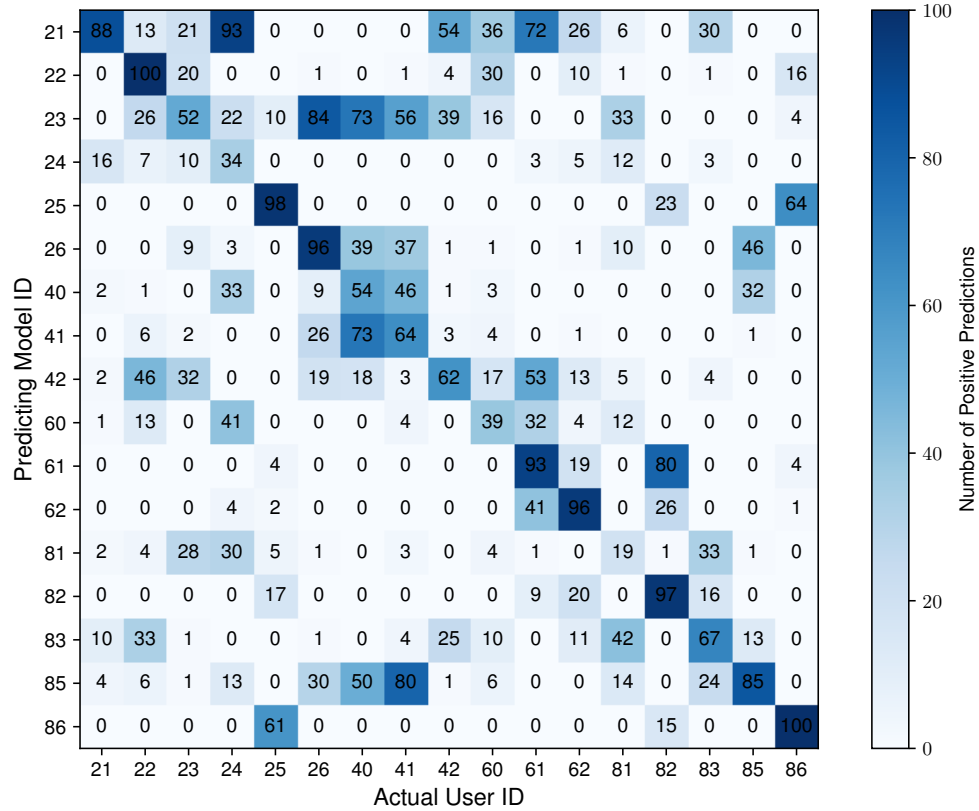 21 88 13 21 93 0 0 0 54 36 72 26 6 0 30 0 0
22 0 100 20 0 0 1 0 1 4 30 0 10 1 0 1 0 16
23 0 26 52 22 10 84 73 56 39 16 0 0 33 0 0 0 4
24 16 7 10 34 0 0 0 0 0 0 3 5 12 0 3 0 0
25 0 0 0 0 98 0 0 0 0 0 0 0 0 23 0 0 64
26 0 0 9 3 0 96 39 37 1 1 0 1 10 0 0 46 0
40 2 1 0 33 0 9 54 46 1 3 0 0 0 0 0 32 0
41 0 6 2 0 0 26 73 64 3 4 0 1 0 0 0 1 0
42 2 46 32 0 0 19 18 3 62 17 53 13 5 0 4 0 0
60 1 13 0 41 0 0 0 4 0 39 32 4 12 0 0 0 0
61 0 0 0 0 4 0 0 0 0 0 93 19 0 80 0 0 4
62 0 0 0 4 2 0 0 0 0 0 41 96 0 26 0 0 1
81 2 4 28 30 5 1 0 3 0 4 1 0 19 1 33 1 0
82 0 0 0 0 17 0 0 0 0 0 9 20 0 97 16 0 0
83 10 33 1 0 0 1 0 4 25 10 0 11 42 0 67 13 0
85 4 6 1 13 0 30 50 80 1 6 0 0 14 0 24 85 0
86 0 0 0 0 61 0 0 0 0 0 0 0 0 15 0 0 100
21 22 23 24 25 26 40 41 42 60 61 62 81 82 83 85 86
Actual User ID
Predicting Model ID
100
80
60
40
20
0
Number of Positive Predictions